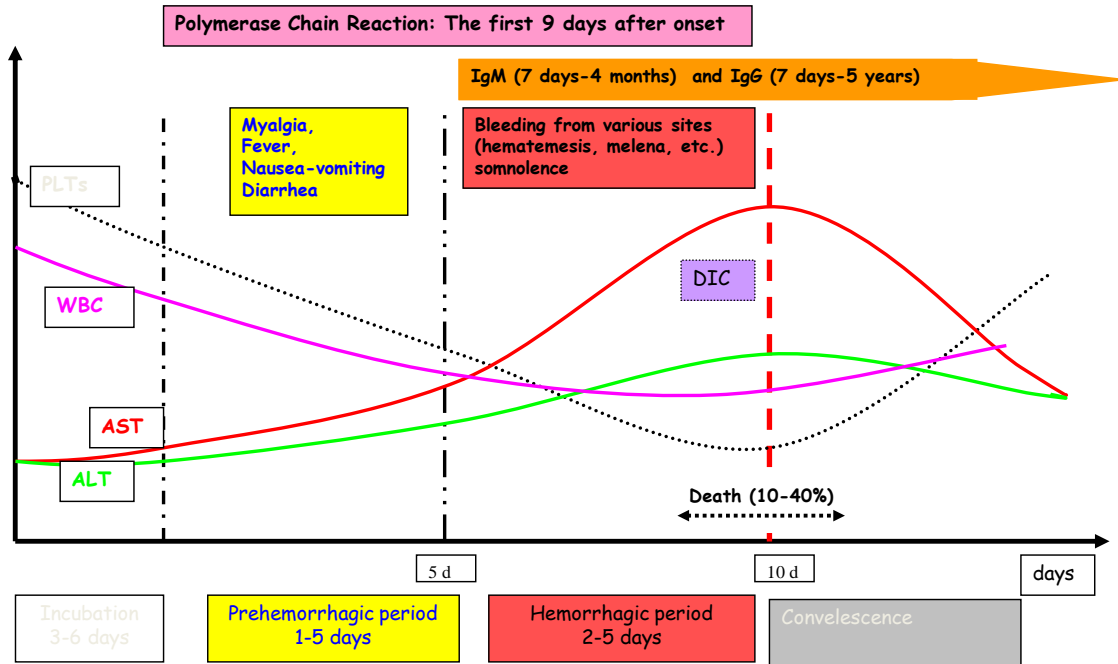 Polymerase Chain Reaction: The first 9 days after onset
IgM (7 days-4 months) and IgG (7 days-5 years)
Myalgia,
Fever,
Nausea-vomiting
Diarrhea
Bleeding from various sites
(hematemesis, melena, etc.)
somnolence
PLTs
WBC
DIC
AST
ALT
Death (10-40%)
5 d
10 d
days
Incubation
3-6 days
Prehemorrhagic period
1-5 days
Hemorrhagic period
2-5 days
Convelescence